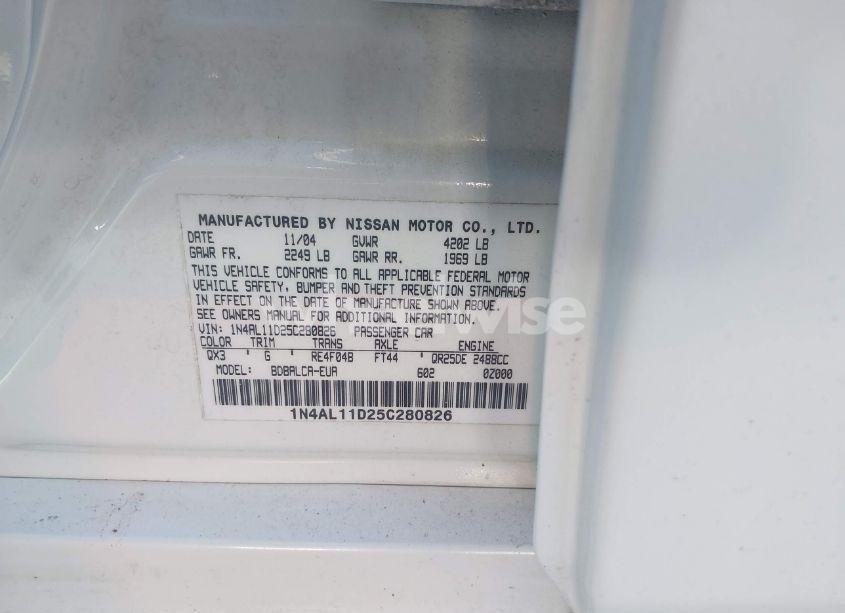 MANUFACTURED BY NISSAN MOTOR CO., LTD.
DATE 11/04 GVWR 4202 LB
GAWR FR. 2249 LB GAWR RR. 1969 LB
THIS VEHICLE CONFORMS TO ALL APPLICABLE FEDERAL MOTOR
VEHICLE SAFETY, BUMPER AND THEFT PREVENTION STANDARDS
IN EFFECT ON THE DATE OF MANUFACTURE SHOWN ABOVE.
SEE OWNERS MANUAL FOR ADDITIONAL INFORMATION.
VIN: 1N4AL11D25C280826 PASSENGER CAR
COLOR TRIM TRANS AXLE ENGINE
QX3 G RE4F04B FT44 QR25DE 2488CC
MODEL: BDBALCA-EUA 602 0Z000
1N4AL11D25C280826